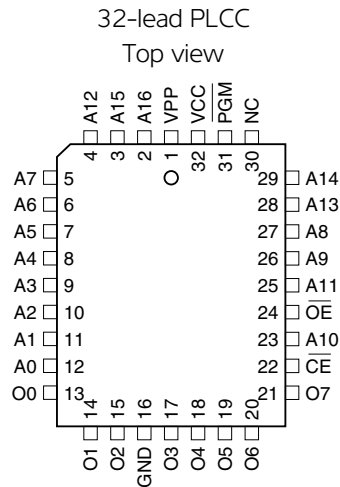 32-lead PLCC
Top view
A12 A15 A16 VPP VCC P̅G̅M̅ NC
4 3 2 1 32 31 30
A7 5 29 A14
A6 6 28 A13
A5 7 27 A8
A4 8 26 A9
A3 9 25 A11
A2 10 24 O̅E̅
A1 11 23 A10
A0 12 22 C̅E̅
O0 13 21 O7
14 15 16 17 18 19 20
O1 O2 GND O3 O4 O5 O6